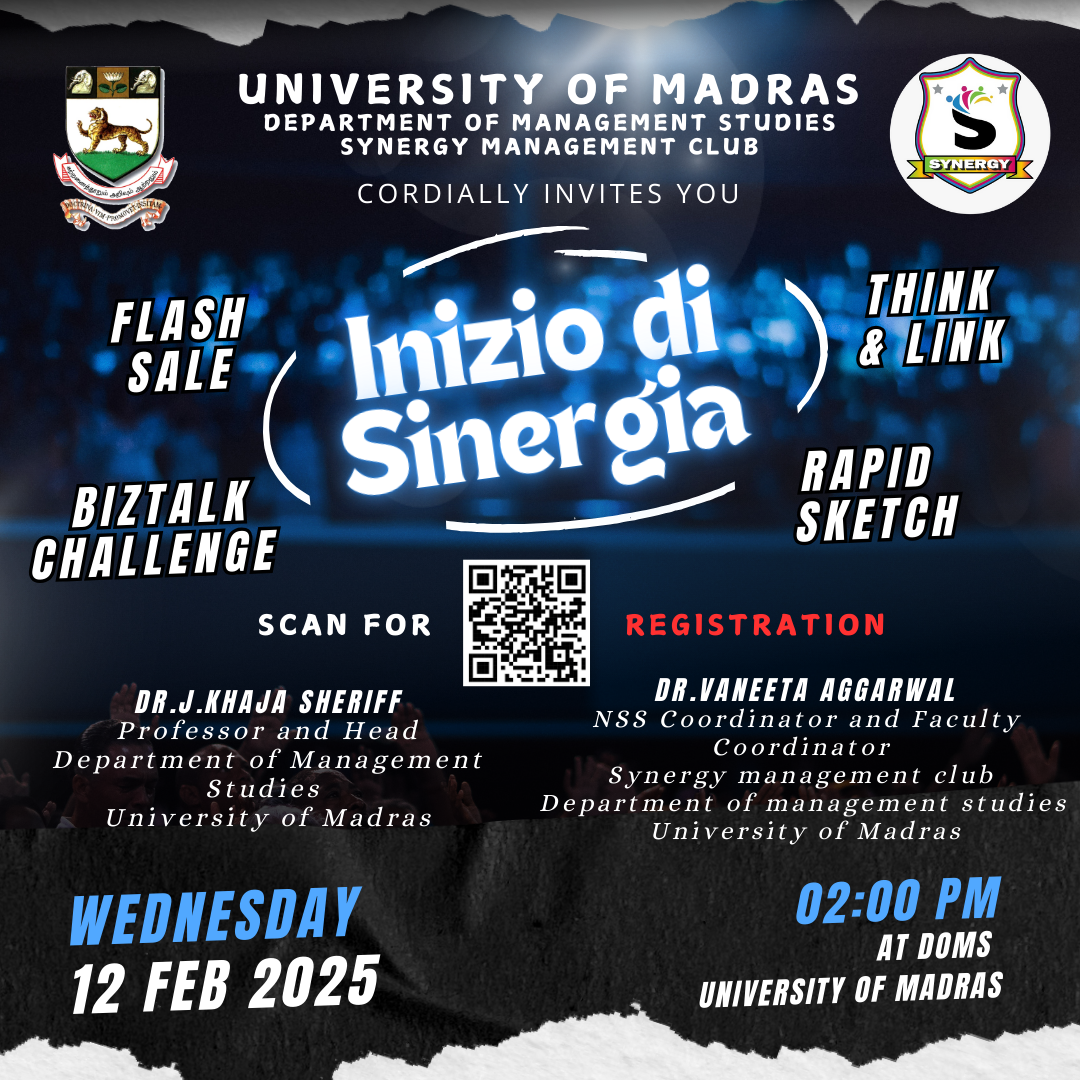 UNIVERSITY OF MADRAS
DEPARTMENT OF MANAGEMENT STUDIES
SYNERGY MANAGEMENT CLUB
CORDIALLY INVITES YOU
S
SYNERGY
Inizio di
Sinergia
FLASH
SALE
THINK
& LINK
BIZTALK
CHALLENGE
RAPID
SKETCH
SCAN FOR
REGISTRATION
DR.J.KHAJA SHERIFF
Professor and Head
Department of Management
Studies
University of Madras
DR.VANEETA AGGARWAL
NSS Coordinator and Faculty
Coordinator
Synergy management club
Department of management studies
University of Madras
WEDNESDAY
12 FEB 2025
02:00 PM
AT DOMS
UNIVERSITY OF MADRAS